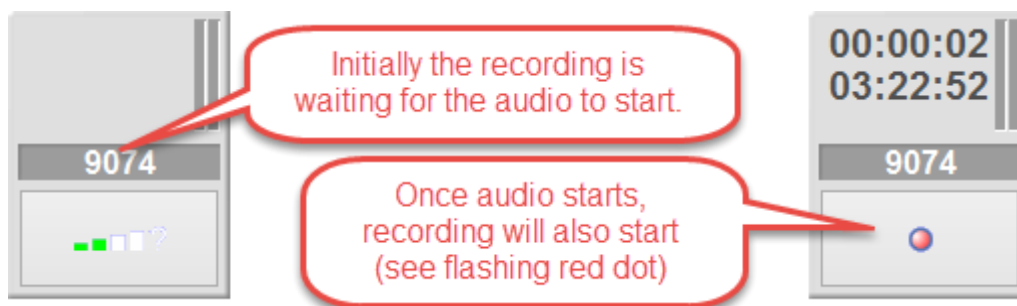 Initially the recording is
waiting for the audio to start.
9074
?
00:00:02
03:22:52
9074
Once audio starts,
recording will also start
(see flashing red dot)